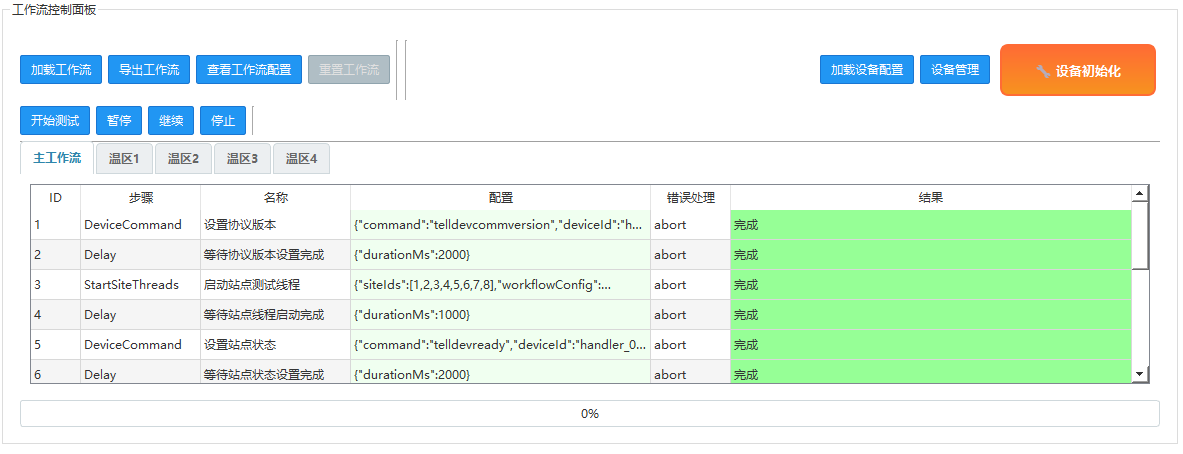 工作流控制面板
加载工作流 导出工作流 查看工作流配置 重置工作流 加载设备配置 设备管理 设备初始化
开始测试 暂停 继续 停止
主工作流 温区1 温区2 温区3 温区4
ID 步骤 名称 配置 错误处理 结果
1 DeviceCommand 设置协议版本 {"command":"telldevcommversion","deviceId":"h... abort 完成
2 Delay 等待协议版本设置完成 {"durationMs":2000} abort 完成
3 StartSiteThreads 启动站点测试线程 {"siteIds":[1,2,3,4,5,6,7,8],"workflowConfig":... abort 完成
4 Delay 等待站点线程启动完成 {"durationMs":1000} abort 完成
5 DeviceCommand 设置站点状态 {"command":"telldevready","deviceId":"handler_0... abort 完成
6 Delay 等待站点状态设置完成 {"durationMs":2000} abort 完成
0%